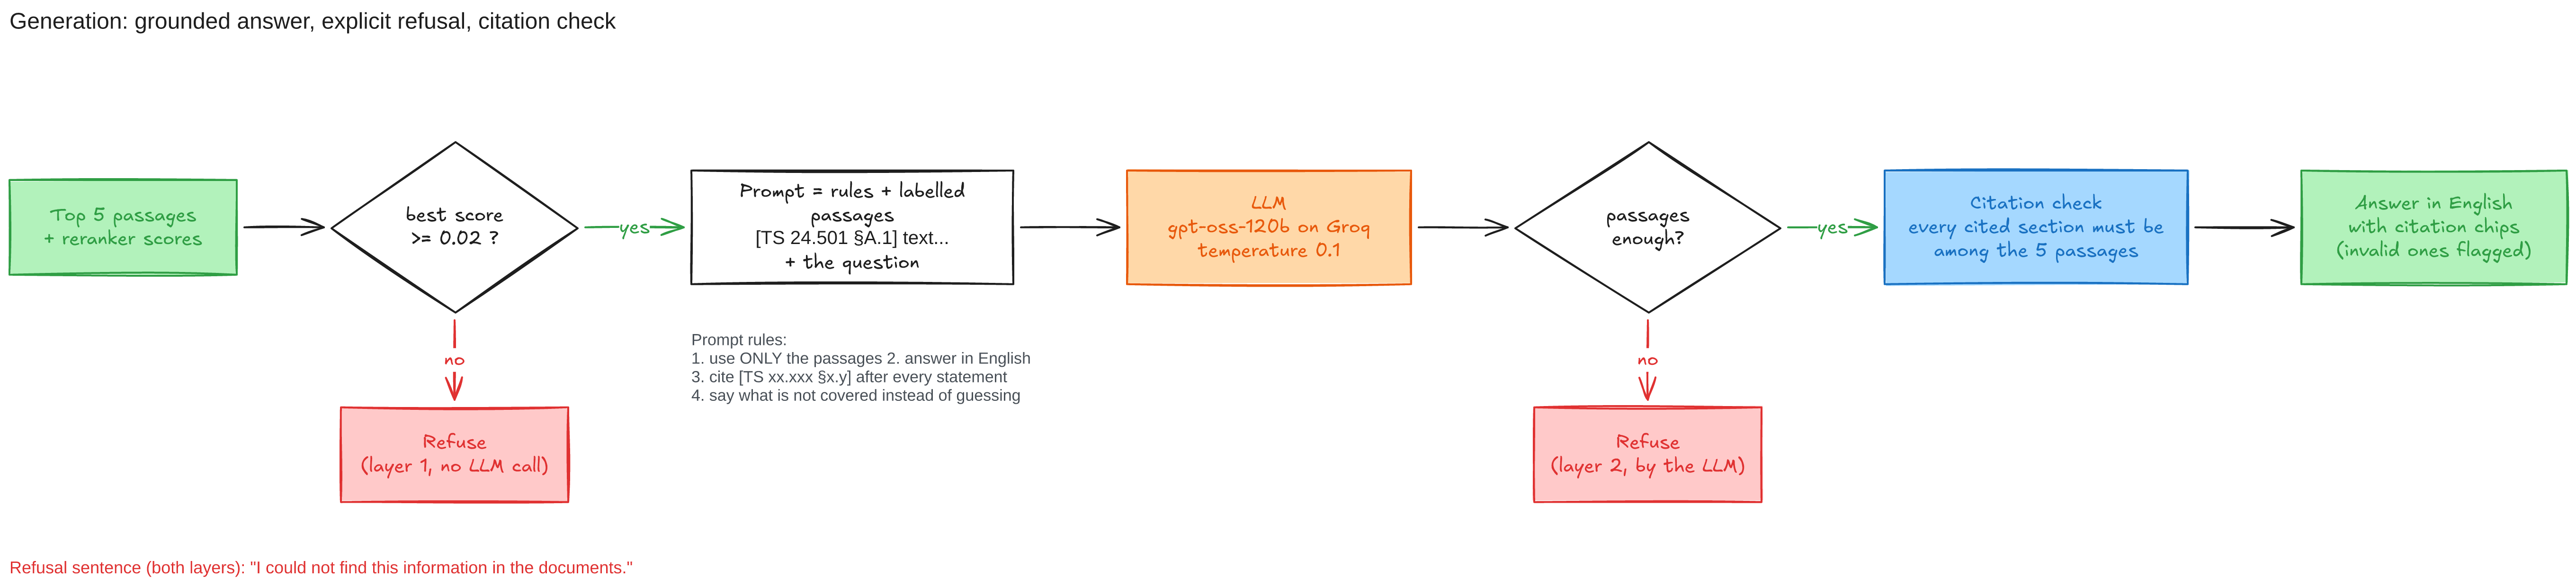 Generation: grounded answer, explicit refusal, citation check
Top 5 passages
+ reranker scores
best score
>= 0.02 ?
yes
Prompt = rules + labelled
passages
[TS 24.501 §A.1] text...
+ the question
LLM
gpt-oss-120b on Groq
temperature 0.1
passages
enough?
yes
Citation check
every cited section must be
among the 5 passages
Answer in English
with citation chips
(invalid ones flagged)
no
Refuse
(layer 1, no LLM call)
Prompt rules:
1. use ONLY the passages 2. answer in English
3. cite [TS xx.xxx §x.y] after every statement
4. say what is not covered instead of guessing
no
Refuse
(layer 2, by the LLM)
Refusal sentence (both layers): "I could not find this information in the documents."